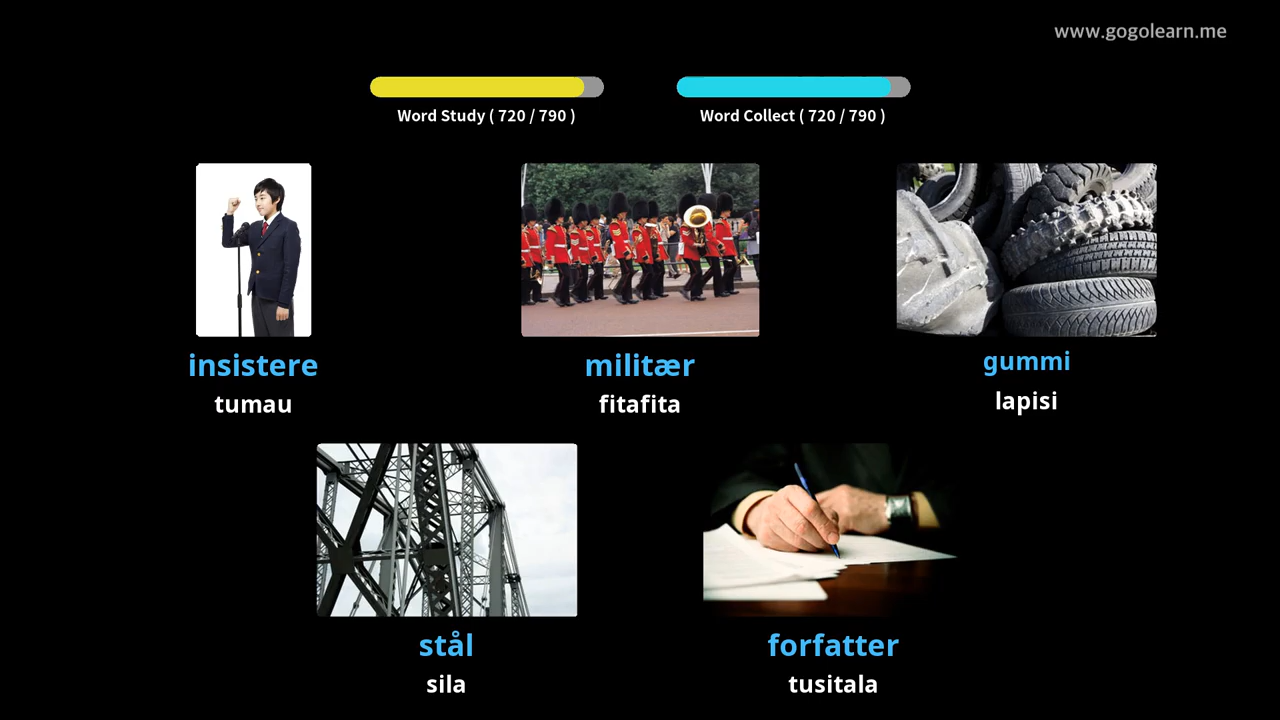 www.gogolearn.me
Word Study ( 720 / 790 )
Word Collect ( 720 / 790 )
insistere
tumau
militær
fitafita
gummi
lapisi
stål
sila
forfatter
tusitala